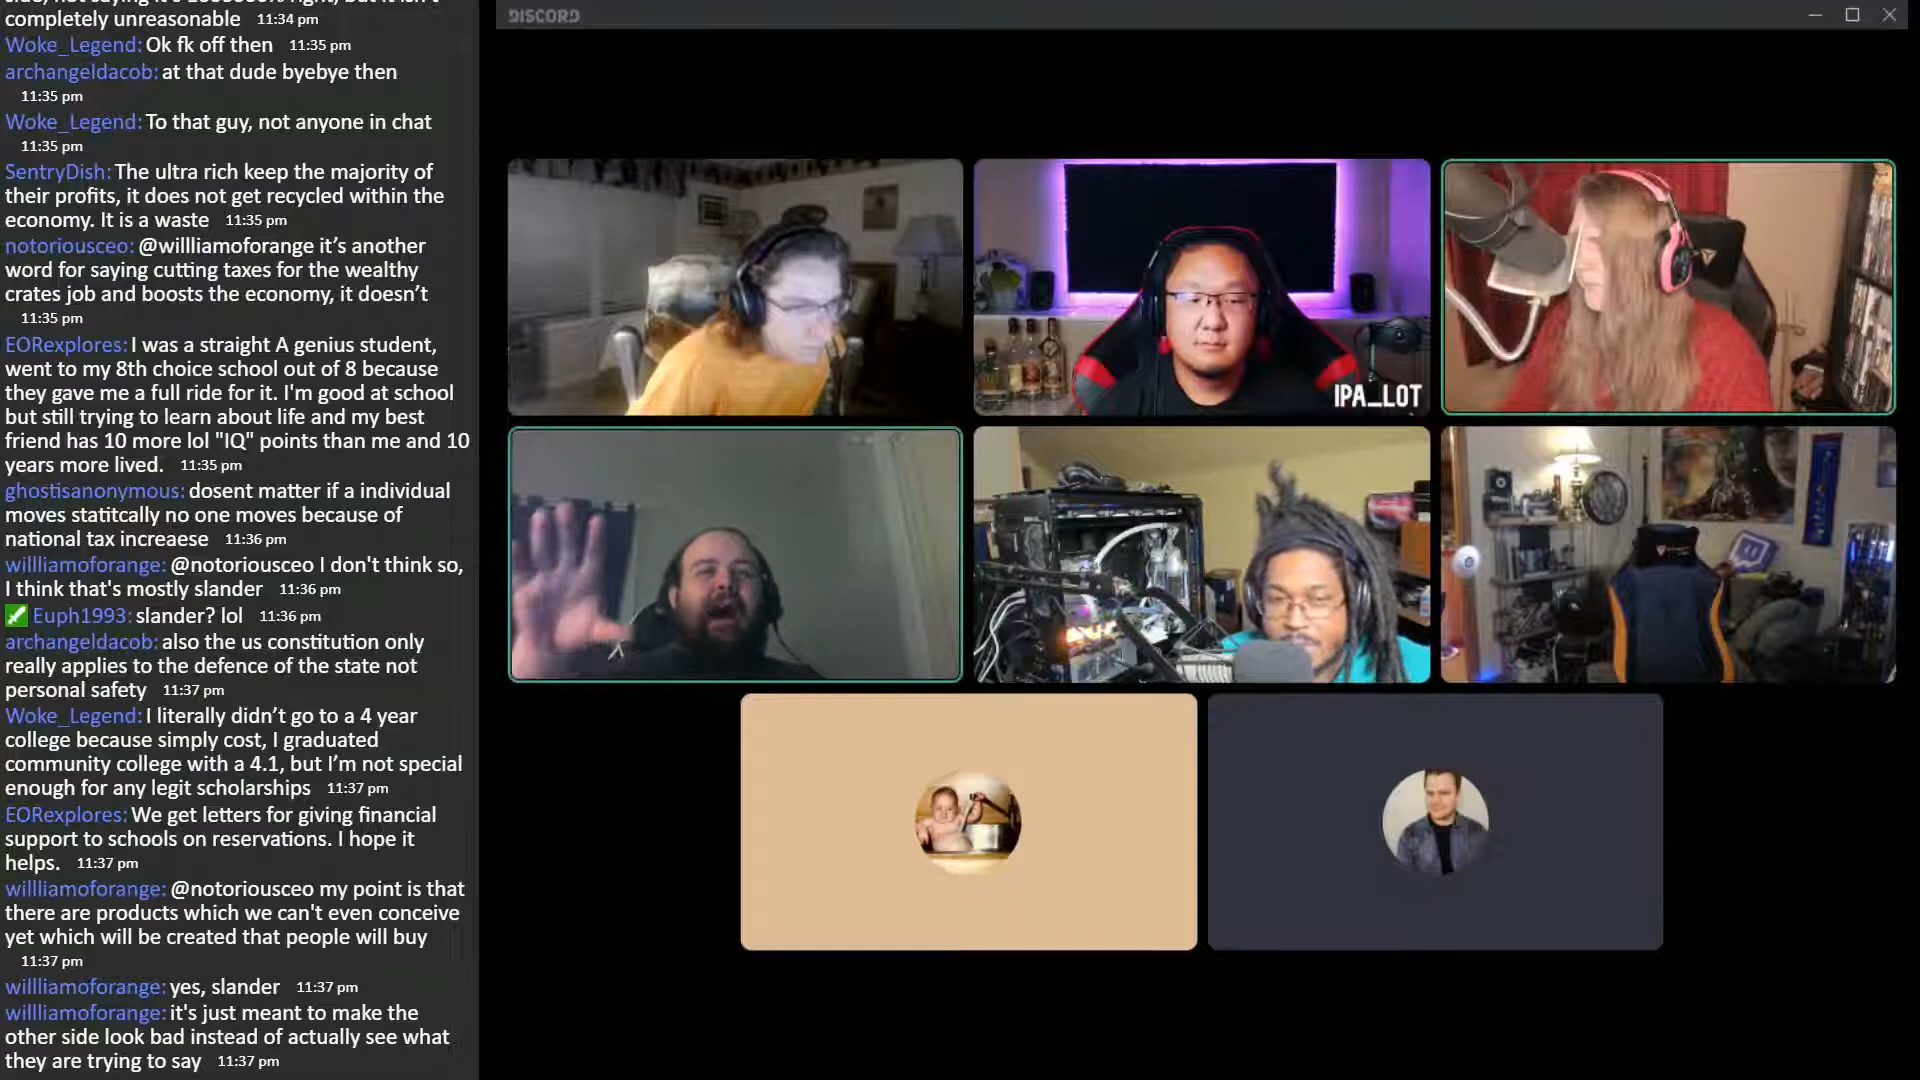 completely unreasonable 11:34 pm
Woke_Legend: Ok fk off then 11:35 pm
archangeldacob: at that dude byebye then
11:35 pm
Woke_Legend: To that guy, not anyone in chat
11:35 pm
SentryDish: The ultra rich keep the majority of
their profits, it does not get recycled within the
economy. It is a waste 11:35 pm
notoriousceo: @willliamoforange it’s another
word for saying cutting taxes for the wealthy
crates job and boosts the economy, it doesn’t
11:35 pm
EORexplores: I was a straight A genius student,
went to my 8th choice school out of 8 because
they gave me a full ride for it. I'm good at school
but still trying to learn about life and my best
friend has 10 more lol "IQ" points than me and 10
years more lived. 11:35 pm
ghostisanonymous: dosent matter if a individual
moves statitcally no one moves because of
national tax increaese 11:36 pm
willliamoforange: @notoriousceo I don't think so,
I think that's mostly slander 11:36 pm
Euph1993: slander? lol 11:36 pm
archangeldacob: also the us constitution only
really applies to the defence of the state not
personal safety 11:37 pm
Woke_Legend: I literally didn’t go to a 4 year
college because simply cost, I graduated
community college with a 4.1, but I’m not special
enough for any legit scholarships 11:37 pm
EORexplores: We get letters for giving financial
support to schools on reservations. I hope it
helps. 11:37 pm
willliamoforange: @notoriousceo my point is that
there are products which we can't even conceive
yet which will be created that people will buy
11:37 pm
willliamoforange: yes, slander 11:37 pm
willliamoforange: it's just meant to make the
other side look bad instead of actually see what
they are trying to say 11:37 pm
DISCORD
IPA_LOT